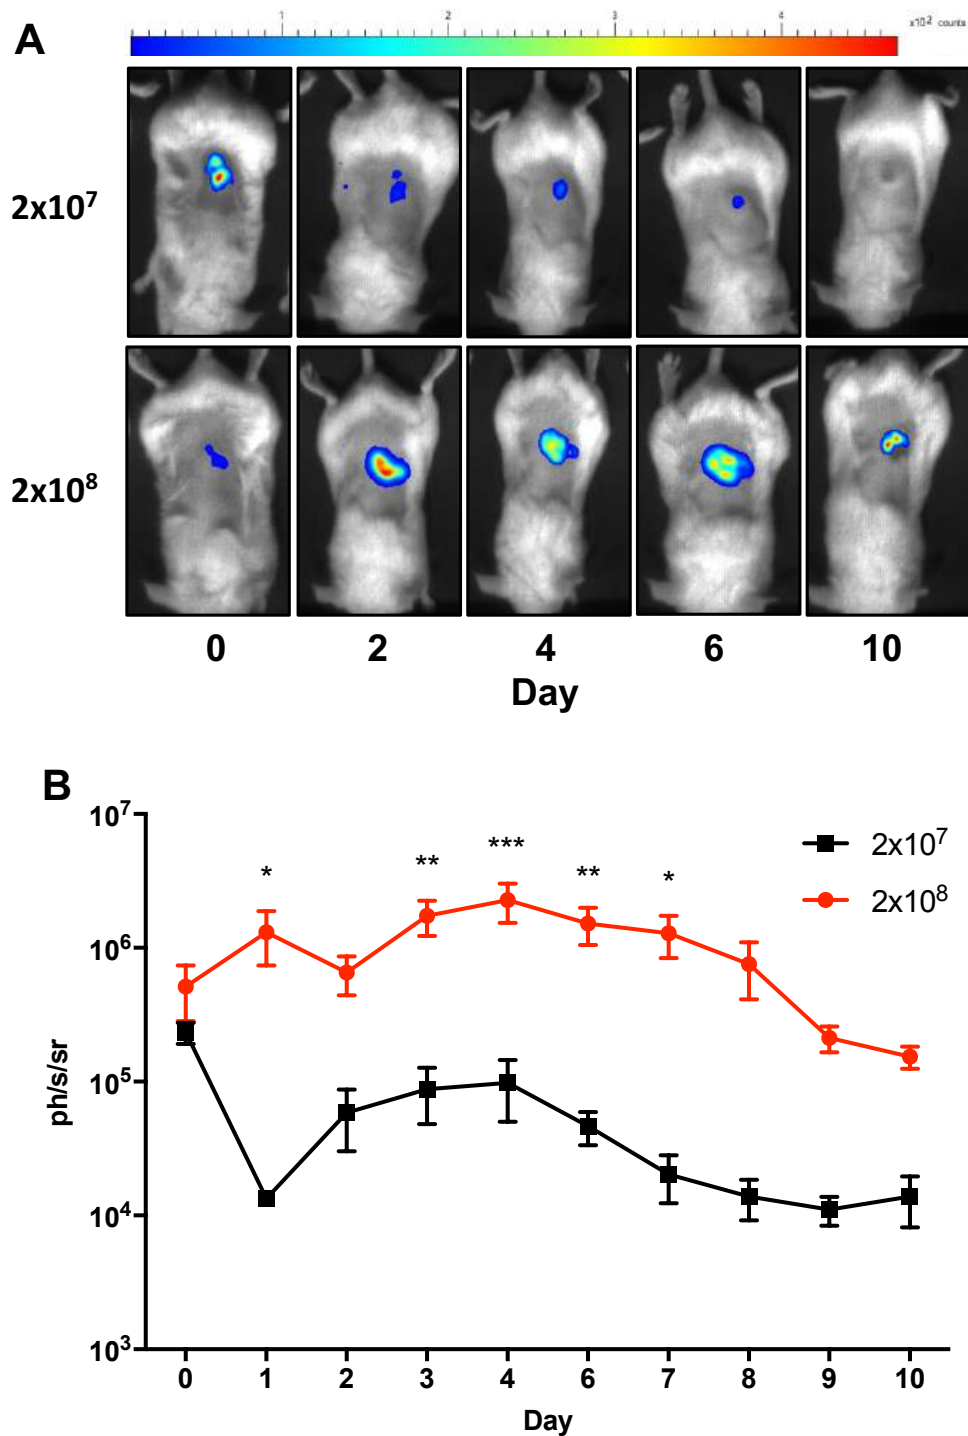 A
1 2 3 4 x10² counts
2x10⁷
2x10⁸
0 2 4 6 10
Day
B
10⁷
10⁶
10⁵
10⁴
10³
ph/s/sr
* ** *** ** *
2x10⁷
2x10⁸
0 1 2 3 4 6 7 8 9 10
Day